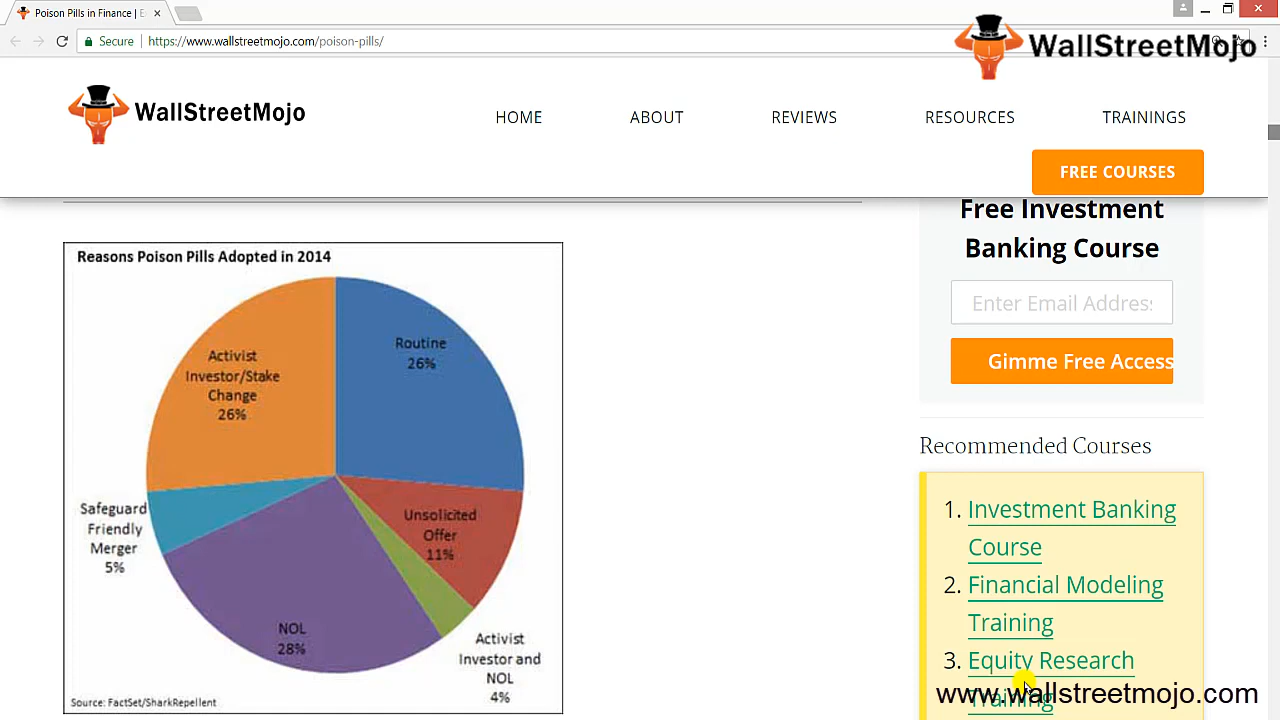 Poison Pills in Finance | E
Secure https://www.wallstreetmojo.com/poison-pills/
WallStreetMojo
WallStreetMojo
HOME ABOUT REVIEWS RESOURCES TRAININGS
FREE COURSES
Free Investment
Banking Course
Enter Email Address
Gimme Free Access
Recommended Courses
1. Investment Banking
Course
2. Financial Modeling
Training
3. Equity Research
Training
www.wallstreetmojo.com
Reasons Poison Pills Adopted in 2014
Routine
26%
Unsolicited
Offer
11%
Activist
Investor and
NOL
4%
NOL
28%
Safeguard
Friendly
Merger
5%
Activist
Investor/Stake
Change
26%
Source: FactSet/SharkRepellent